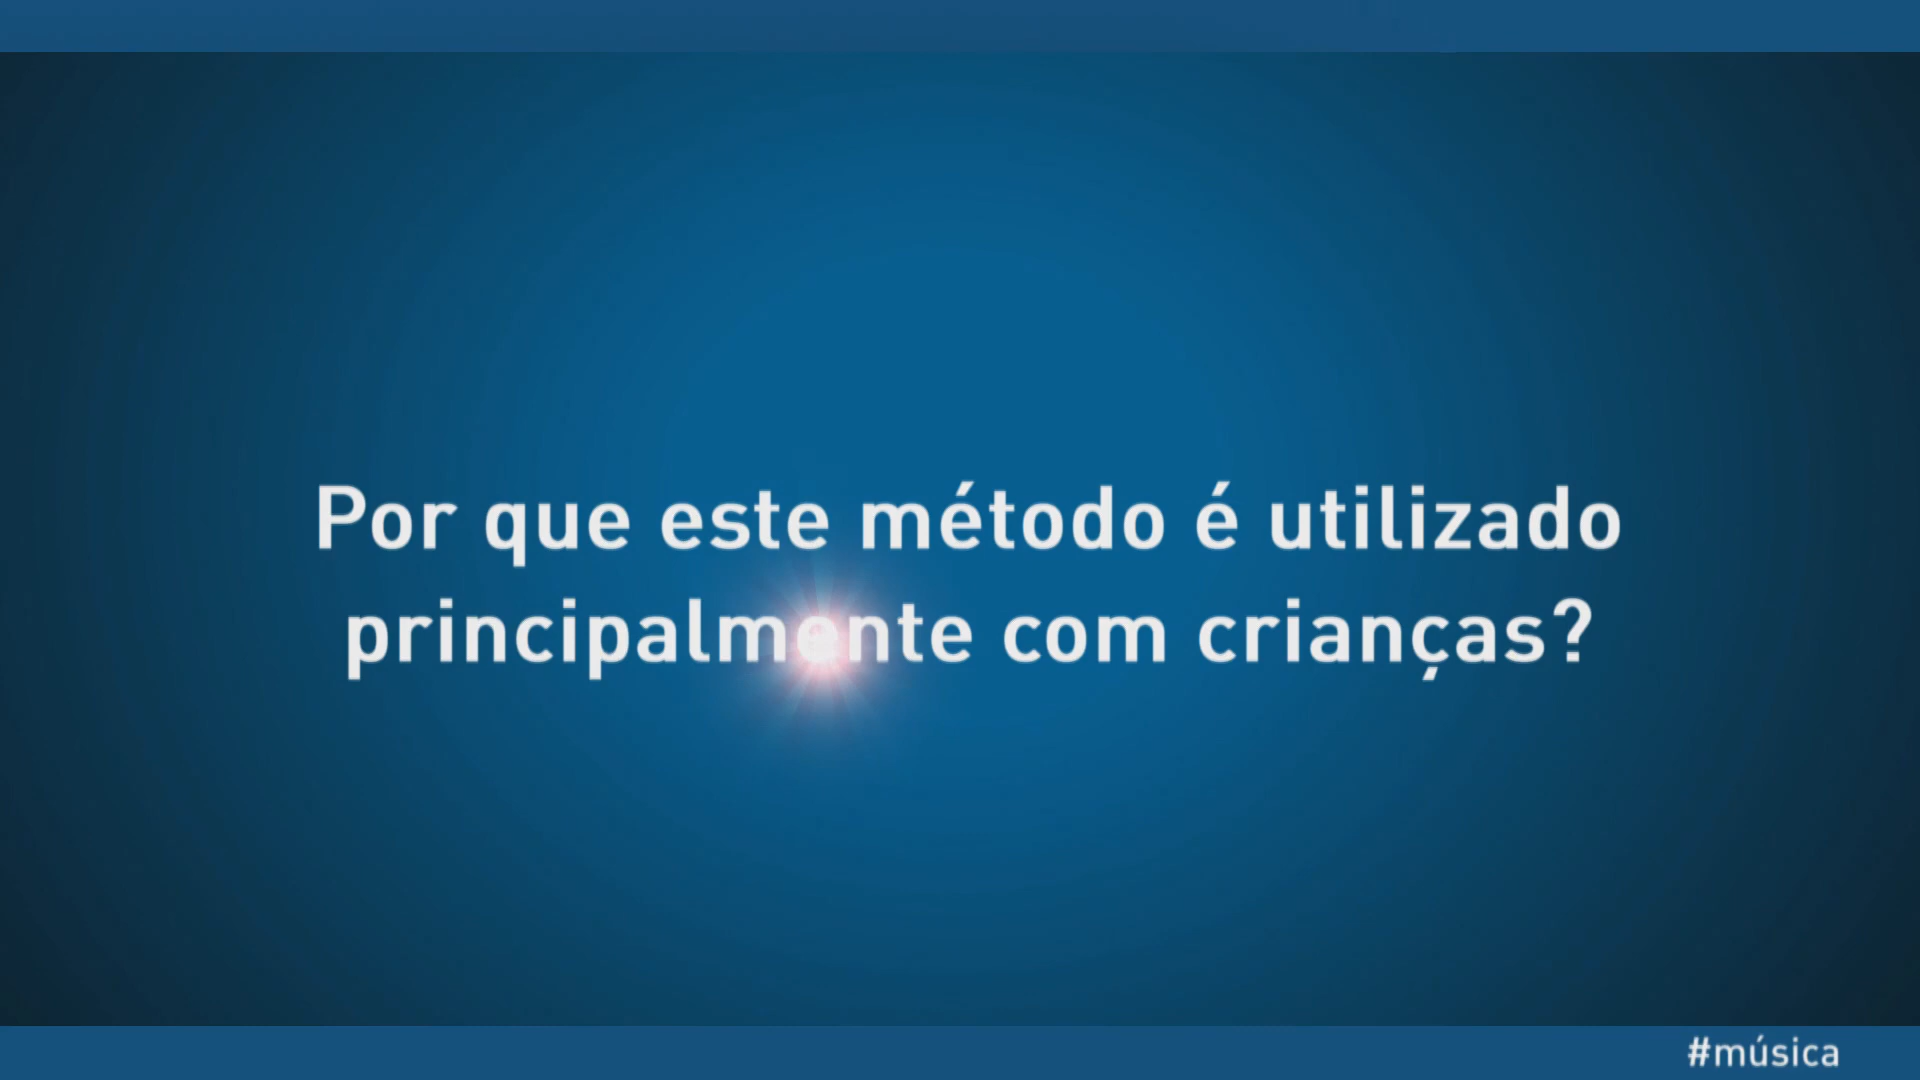 Por que este método é utilizado
principalmente com crianças?
#música